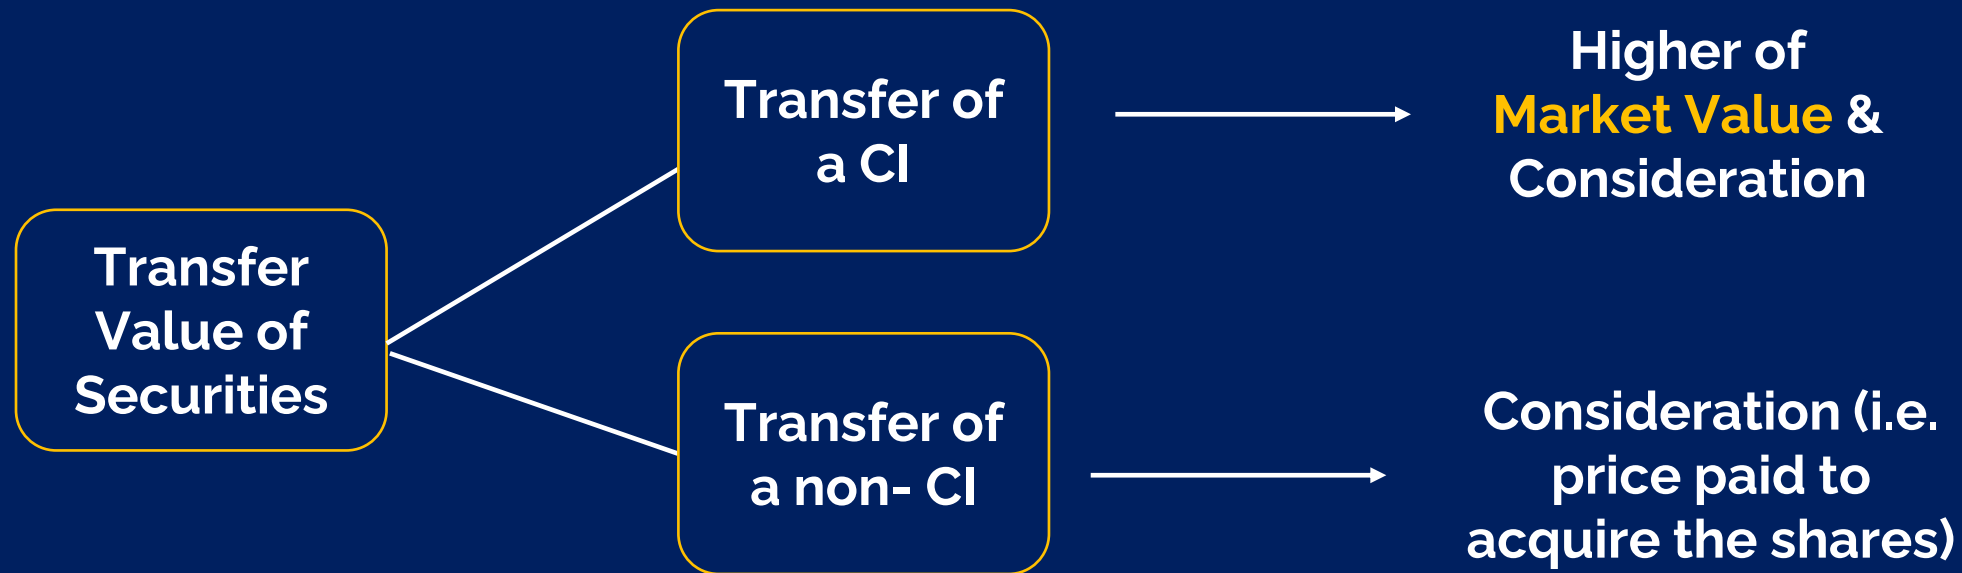 Transfer
Value of
Securities
Transfer of
a CI
Higher of
Market Value &
Consideration
Transfer of
a non- CI
Consideration (i.e.
price paid to
acquire the shares)